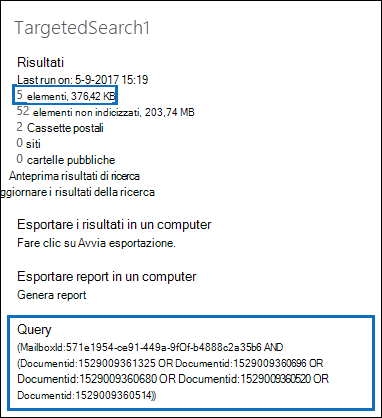 TargetedSearch1
Risultati
Last run on: 5-9-2017 15:19
5 elementi, 376,42 KB
52 elementi non indicizzati, 203,74 MB
2 Cassette postali
0 siti
0 cartelle pubbliche
Anteprima risultati di ricerca
ggiornare i risultati della ricerca
Esportare i risultati in un computer
Fare clic su Avvia esportazione.
Esportare report in un computer
Genera report
Query
(MailboxId:571e1954-ce91-449a-9f0f-b4888c2a35b6 AND
(Documentid:1529009361325 OR Documentid:1529009360696 OR
Documentid:1529009360680 OR Documentid:1529009360520 OR
Documentid:1529009360514))